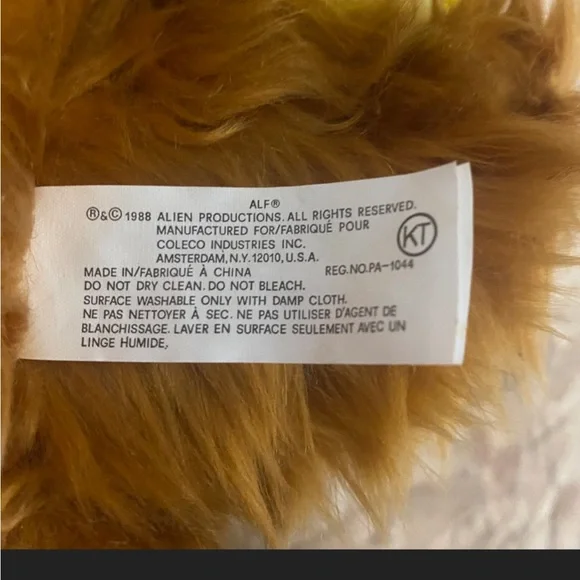 ALF®
®&© 1988 ALIEN PRODUCTIONS. ALL RIGHTS RESERVED.
MANUFACTURED FOR/FABRIQUÉ POUR
COLECO INDUSTRIES INC.
AMSTERDAM, N.Y. 12010, U.S.A.
KT
MADE IN/FABRIQUÉ À CHINA
REG.NO.PA-1044
DO NOT DRY CLEAN. DO NOT BLEACH.
SURFACE WASHABLE ONLY WITH DAMP CLOTH.
NE PAS NETTOYER À SEC. NE PAS UTILISER D'AGENT DE
BLANCHISSAGE. LAVER EN SURFACE SEULEMENT AVEC UN
LINGE HUMIDE,